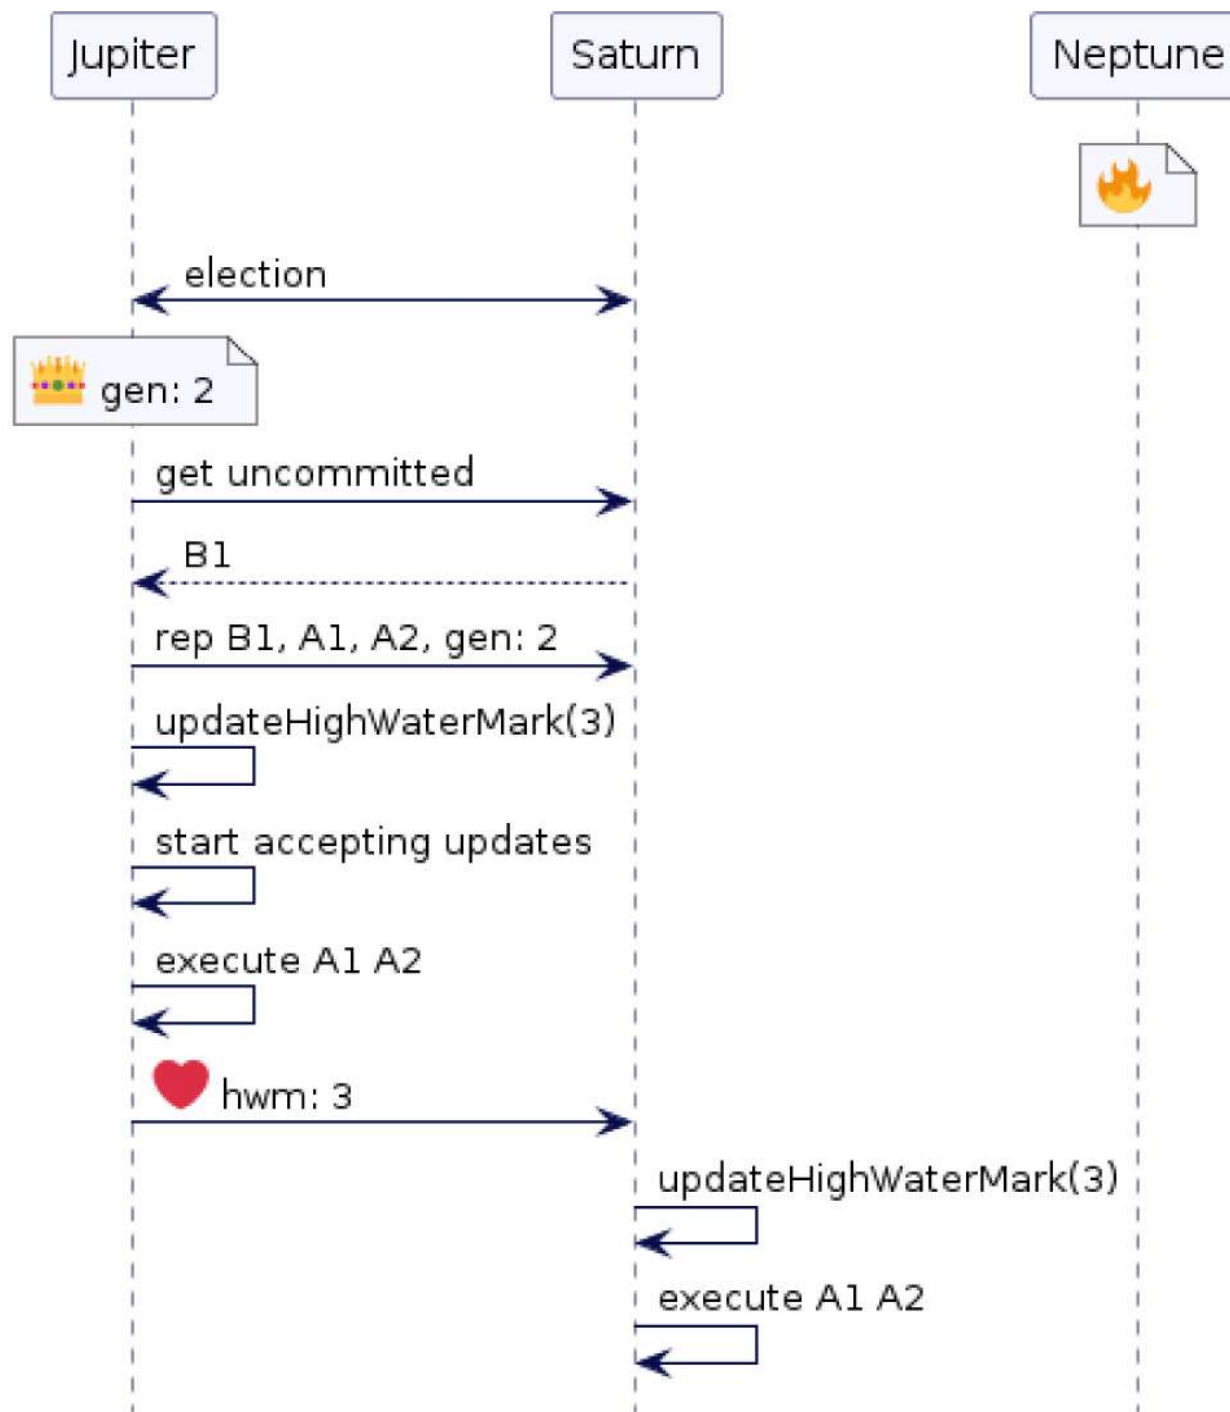 Jupiter
Saturn
Neptune
election
gen: 2
get uncommitted
B1
rep B1, A1, A2, gen: 2
updateHighWaterMark(3)
start accepting updates
execute A1 A2
hwm: 3
updateHighWaterMark(3)
execute A1 A2